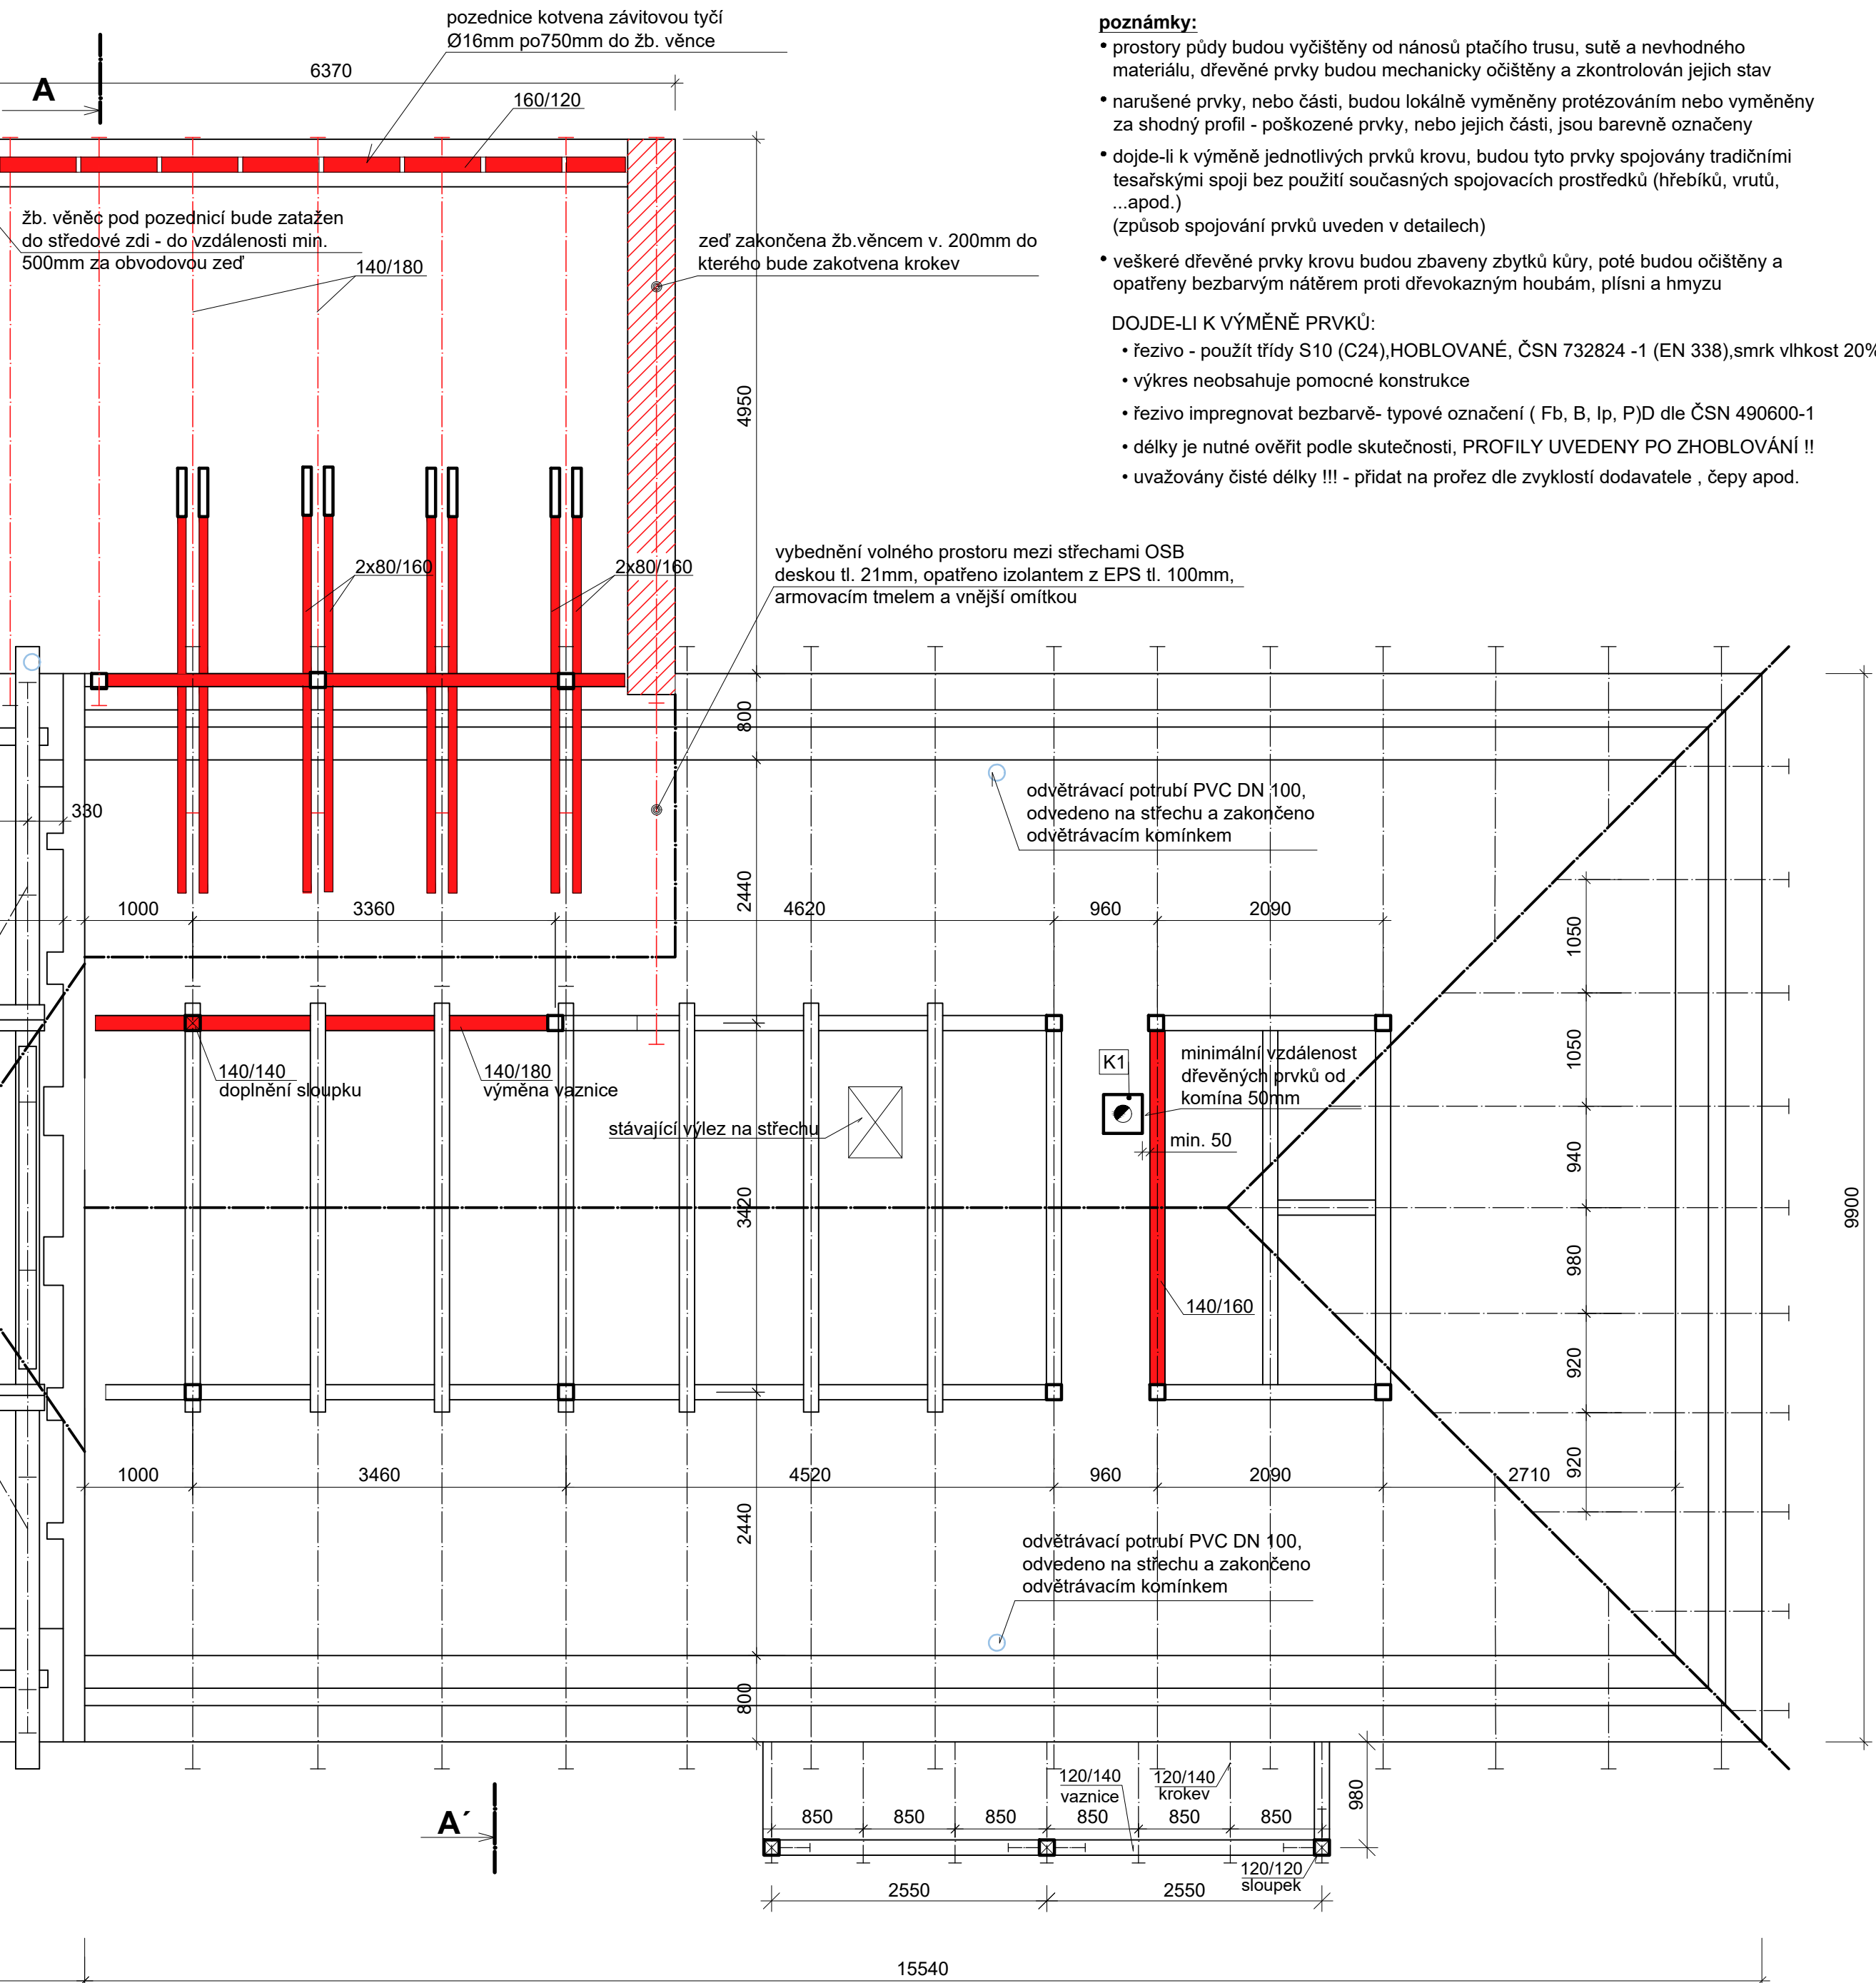 pozednice kotvena závitovou tyčí
Ø16mm po750mm do žb. věnce
A
6370
160/120
žb. věněc pod pozednicí bude zatažen
do středové zdi - do vzdálenosti min.
500mm za obvodovou zeď
140/180
zeď zakončena žb.věncem v. 200mm do
kterého bude zakotvena krokev
poznámky:
• prostory půdy budou vyčištěny od nánosů ptačího trusu, sutě a nevhodného
materiálu, dřevěné prvky budou mechanicky očištěny a zkontrolován jejich stav
• narušené prvky, nebo části, budou lokálně vyměněny protézováním nebo vyměněny
za shodný profil - poškozené prvky, nebo jejich části, jsou barevně označeny
• dojde-li k výměně jednotlivých prvků krovu, budou tyto prvky spojovány tradičními
tesařskými spoji bez použití současných spojovacích prostředků (hřebíků, vrutů,
...apod.)
(způsob spojování prvků uveden v detailech)
• veškeré dřevěné prvky krovu budou zbaveny zbytků kůry, poté budou očištěny a
opatřeny bezbarvým nátěrem proti dřevokazným houbám, plísni a hmyzu
DOJDE-LI K VÝMĚNĚ PRVKŮ:
• řezivo - použít třídy S10 (C24),HOBLOVANÉ, ČSN 732824 -1 (EN 338),smrk vlhkost 20%
• výkres neobsahuje pomocné konstrukce
• řezivo impregnovat bezbarvě- typové označení ( Fb, B, Ip, P)D dle ČSN 490600-1
• délky je nutné ověřit podle skutečnosti, PROFILY UVEDENY PO ZHOBLOVÁNÍ !!
• uvažovány čisté délky !!! - přidat na prořez dle zvyklostí dodavatele , čepy apod.
4950
2x80/160
2x80/160
vybednění volného prostoru mezi střechami OSB
deskou tl. 21mm, opatřeno izolantem z EPS tl. 100mm,
armovacím tmelem a vnější omítkou
800
330
odvětrávací potrubí PVC DN 100,
odvedeno na střechu a zakončeno
odvětrávacím komínkem
2440
1000
3360
4620
960
2090
1050
1050
940
980
920
920
9900
140/140
doplnění sloupku
140/180
výměna vaznice
stávající výlez na střechu
K1
minimální vzdálenost
dřevěných prvků od
komína 50mm
min. 50
3420
140/160
1000
3460
4520
960
2090
2710
2440
odvětrávací potrubí PVC DN 100,
odvedeno na střechu a zakončeno
odvětrávacím komínkem
800
A´
120/140
vaznice
120/140
krokev
980
850
850
850
850
850
850
120/120
sloupek
2550
2550
15540